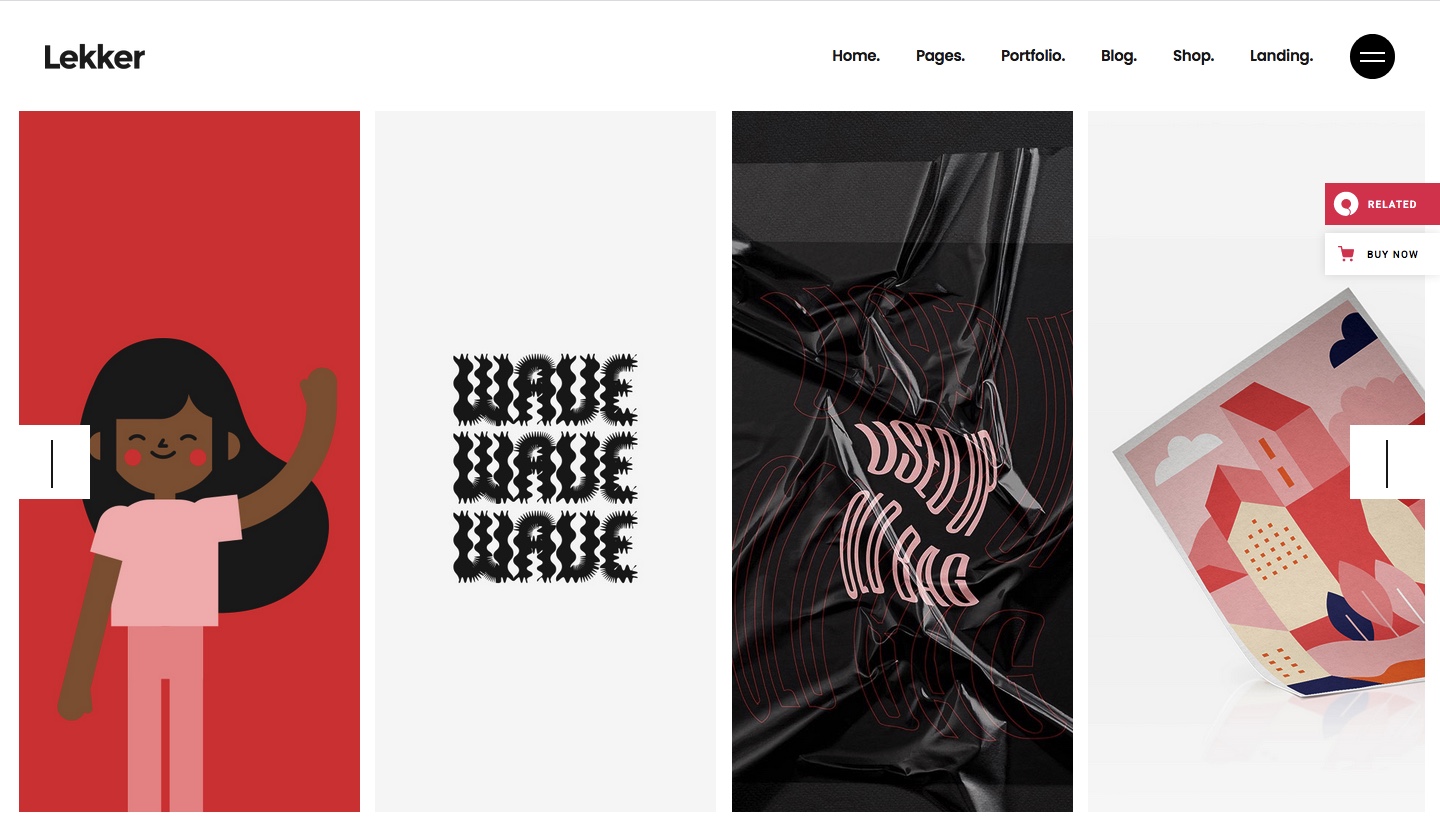 Lekker
Home. Pages. Portfolio. Blog. Shop. Landing.
RELATED
BUY NOW
WAVE
WAVE
WAVE
USED UP
OLD BAG